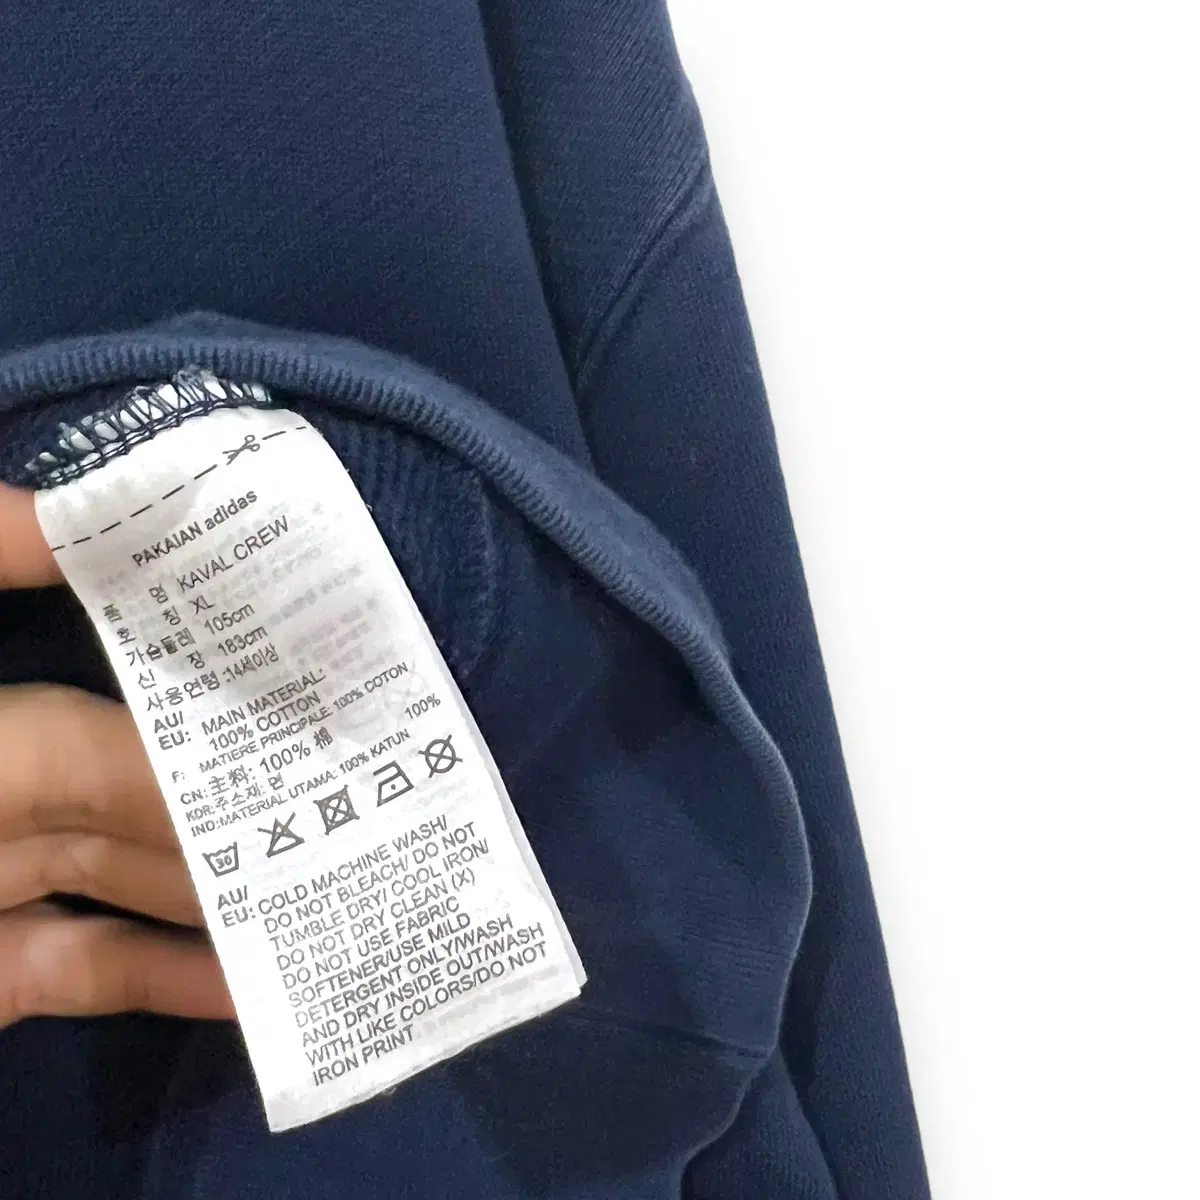 PAKAIAN adidas
품 명 KAVAL CREW
호 칭 XL
가슴둘레 105cm
신 장 183cm
사용연령:14세이상
AU/ EU: MAIN MATERIAL:
100% COTTON
F: MATIERE PRINCIPALE: 100% COTON
CN: 主料: 100% 棉
KOR:주소재: 면 100%
IND:MATERIAL UTAMA: 100% KATUN
30
AU/ EU: COLD MACHINE WASH/
DO NOT BLEACH/ DO NOT
TUMBLE DRY/ COOL IRON/
DO NOT DRY CLEAN (X)
DO NOT USE FABRIC
SOFTENER/USE MILD
DETERGENT ONLY/WASH
AND DRY INSIDE OUT/WASH
WITH LIKE COLORS/DO NOT
IRON PRINT